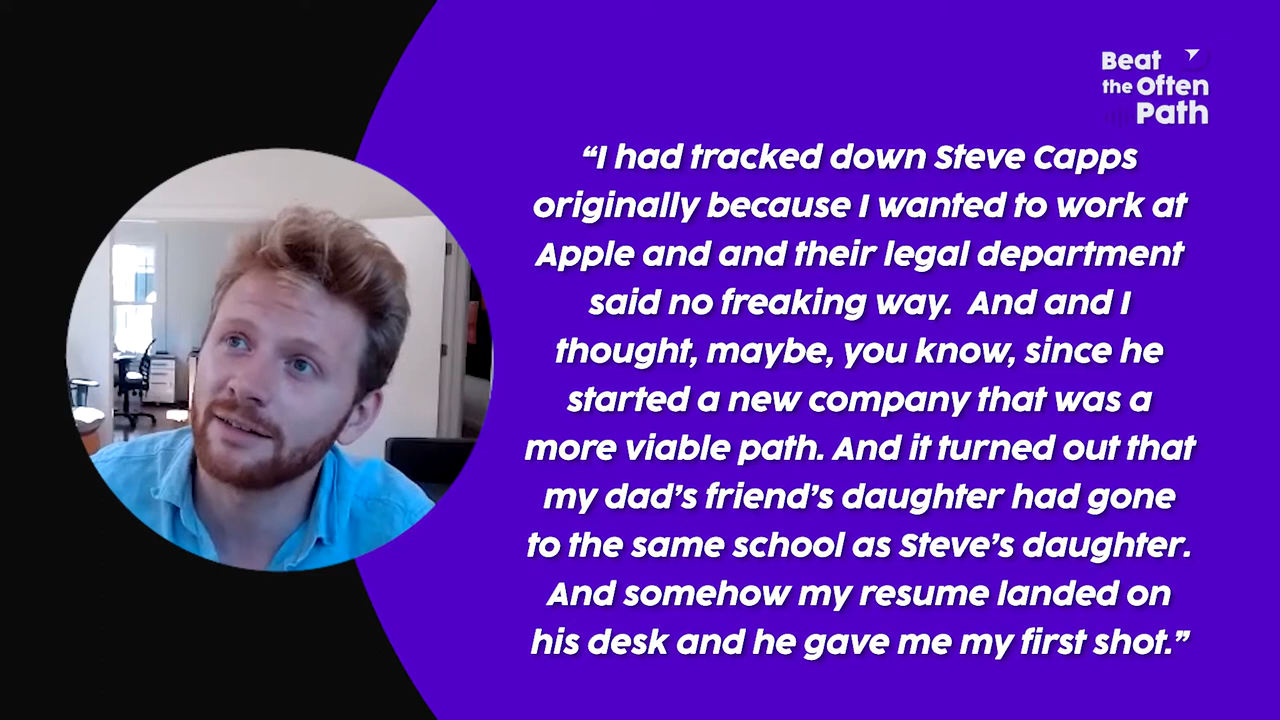 Beat
the Often
Path
“I had tracked down Steve Capps
originally because I wanted to work at
Apple and and their legal department
said no freaking way.  And and I
thought, maybe, you know, since he
started a new company that was a
more viable path. And it turned out that
my dad’s friend’s daughter had gone
to the same school as Steve’s daughter.
And somehow my resume landed on
his desk and he gave me my first shot.”